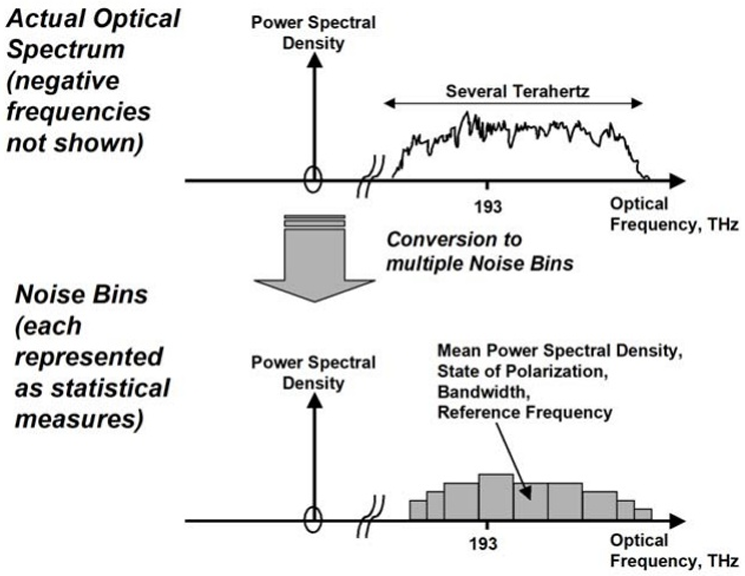 Actual Optical
Spectrum
(negative
frequencies
not shown)
Power Spectral
Density
Several Terahertz
193
Optical
Frequency, THz
Conversion to
multiple Noise Bins
Noise Bins
(each
represented
as statistical
measures)
Power Spectral
Density
Mean Power Spectral Density,
State of Polarization,
Bandwidth,
Reference Frequency
193
Optical
Frequency, THz